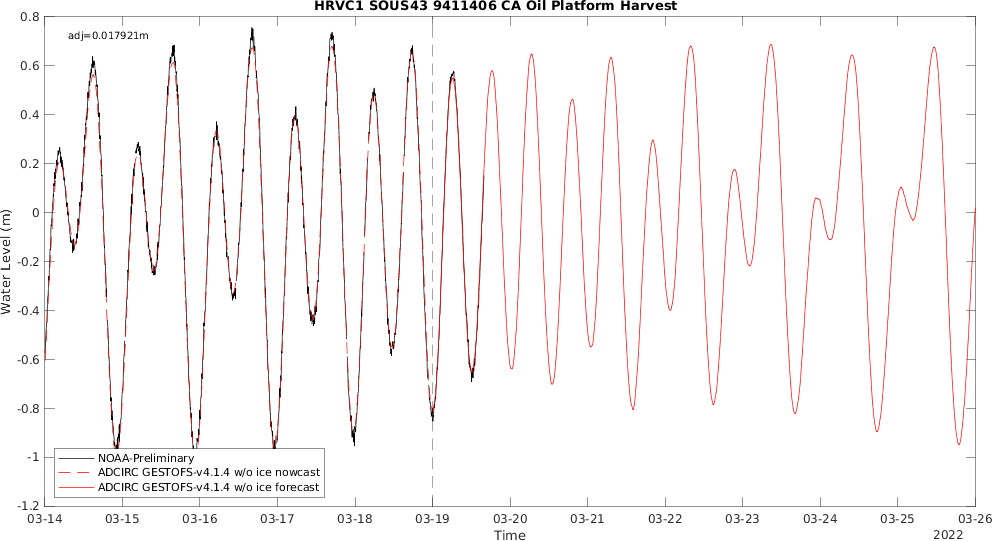 HRVC1 SOUS43 9411406 CA Oil Platform Harvest
adj=0.017921m
0.8
0.6
0.4
0.2
0
-0.2
-0.4
-0.6
-0.8
-1
-1.2
Water Level (m)
NOAA-Preliminary
ADCIRC GESTOFS-v4.1.4 w/o ice nowcast
ADCIRC GESTOFS-v4.1.4 w/o ice forecast
03-14 03-15 03-16 03-17 03-18 03-19 03-20 03-21 03-22 03-23 03-24 03-25 03-26
Time
2022